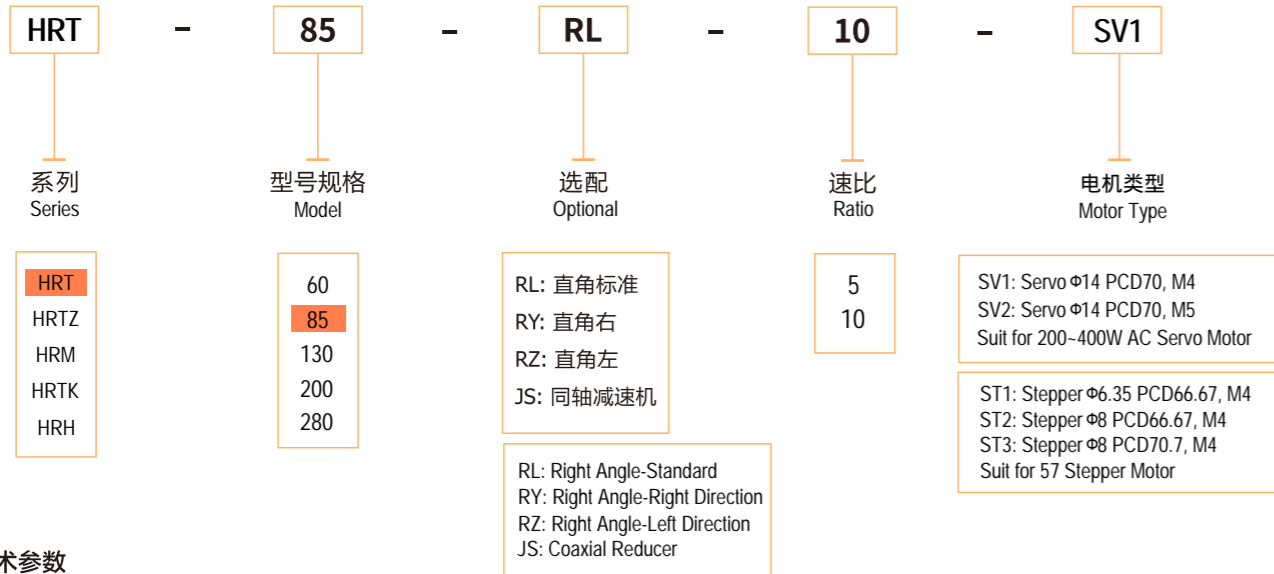 HRT - 85 - RL - 10 - SV1
系列
Series
型号规格
Model
选配
Optional
速比
Ratio
电机类型
Motor Type
HRT
HRTZ
HRM
HRTK
HRH
60
85
130
200
280
RL: 直角标准
RY: 直角右
RZ: 直角左
JS: 同轴减速机
RL: Right Angle-Standard
RY: Right Angle-Right Direction
RZ: Right Angle-Left Direction
JS: Coaxial Reducer
5
10
SV1: Servo Φ14 PCD70, M4
SV2: Servo Φ14 PCD70, M5
Suit for 200~400W AC Servo Motor
ST1: Stepper Φ6.35 PCD66.67, M4
ST2: Stepper Φ8 PCD66.67, M4
ST3: Stepper Φ8 PCD70.7, M4
Suit for 57 Stepper Motor
术参数